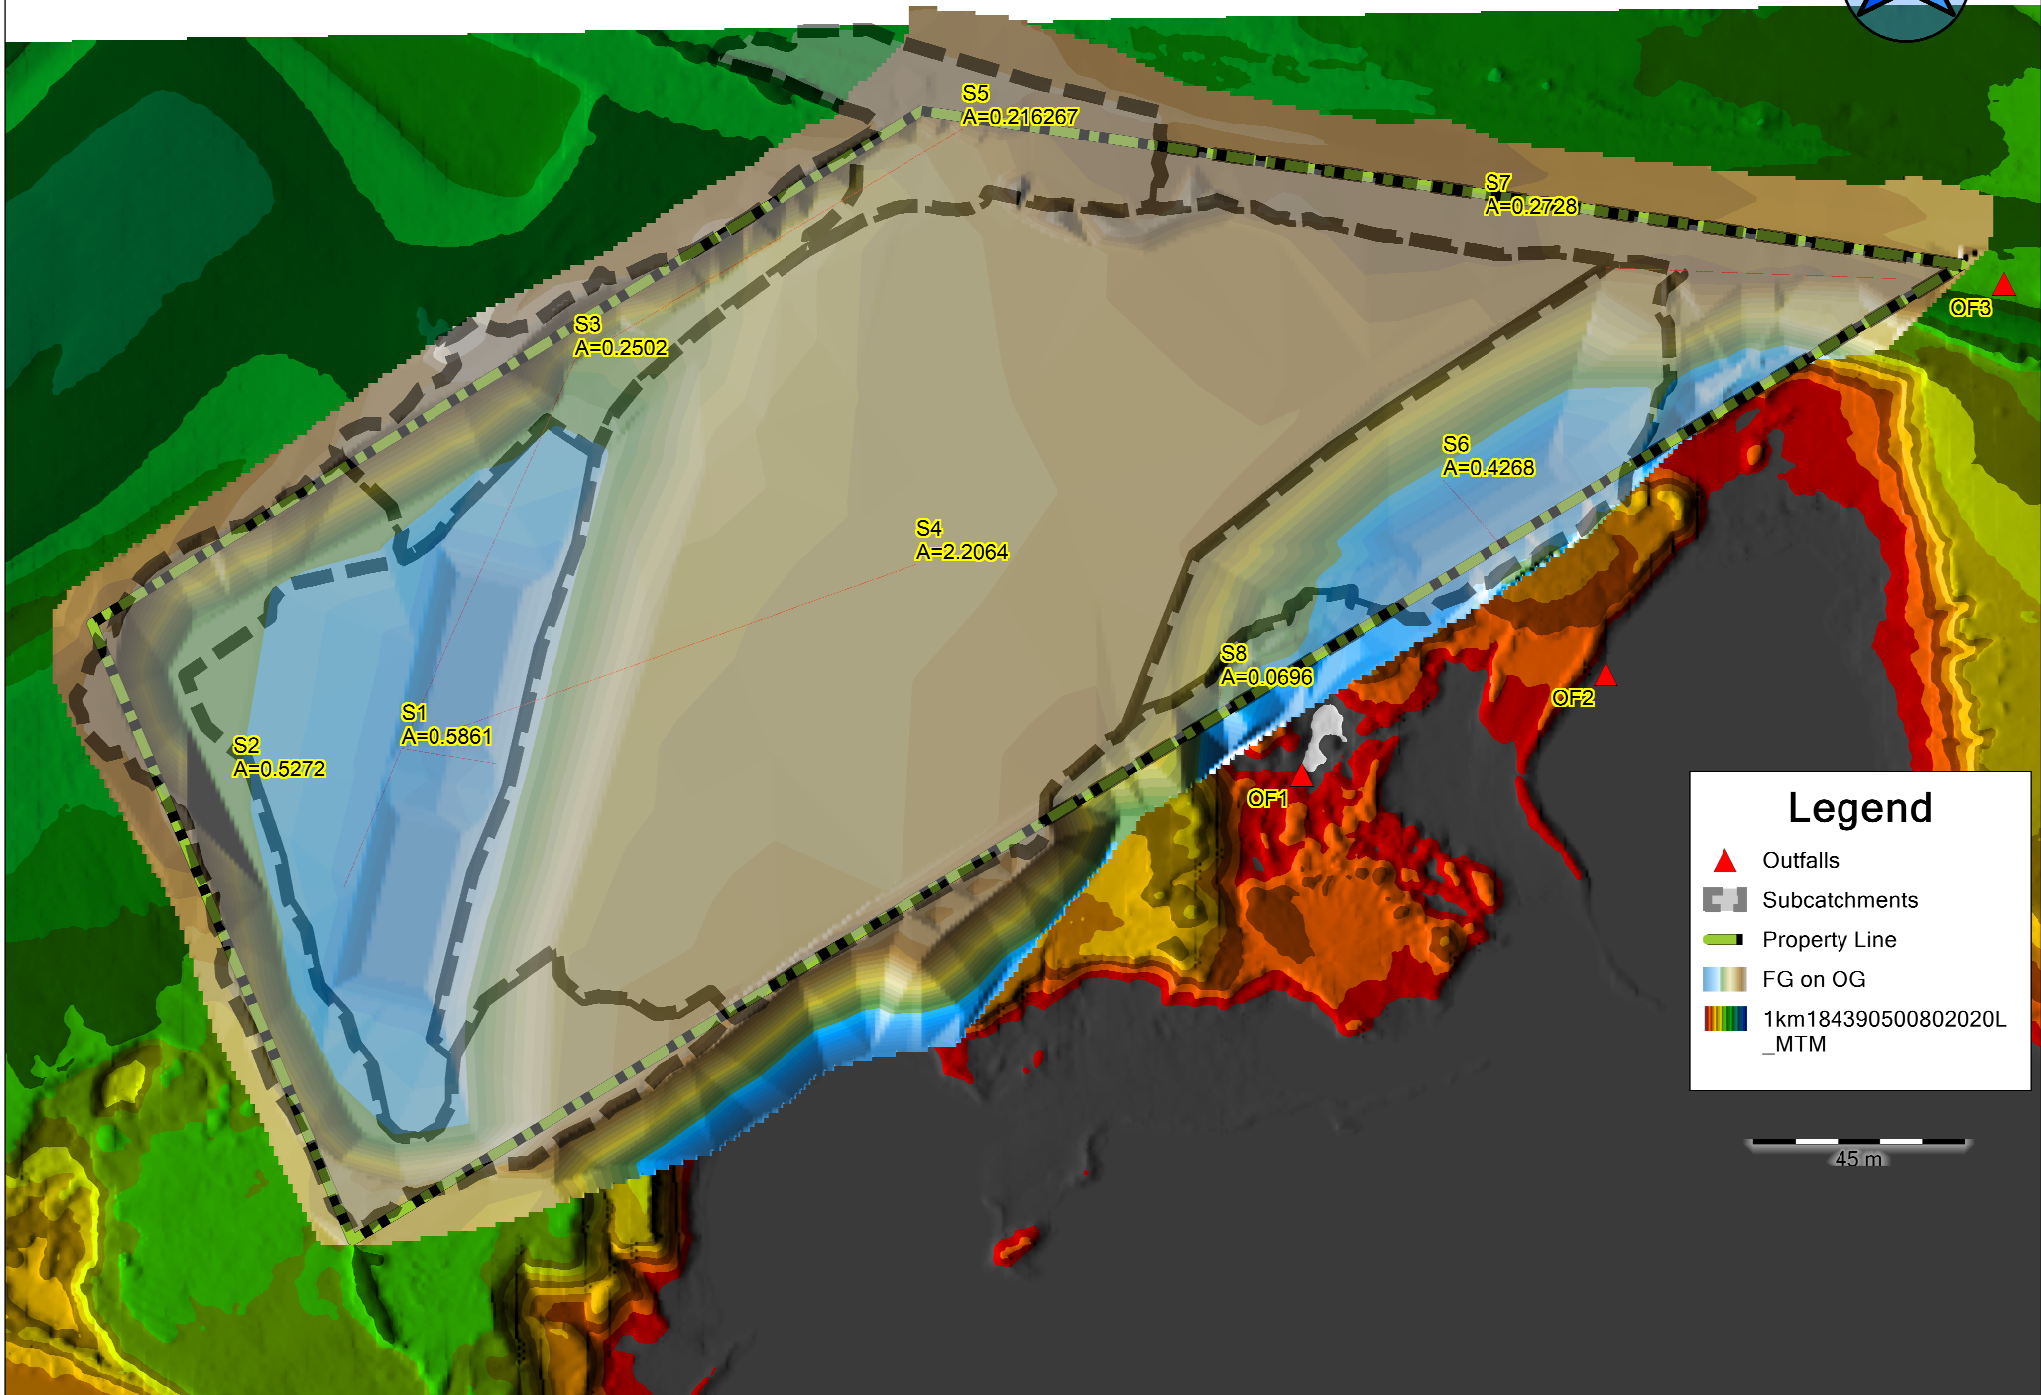 S5
A=0.216267
S7
A=0.2728
OF3
S3
A=0.2502
S6
A=0.4268
S4
A=2.2064
S8
A=0.0696
OF2
S1
A=0.5861
S2
A=0.5272
OF1
Legend
Outfalls
Subcatchments
Property Line
FG on OG
1km184390500802020L
_MTM
45 m